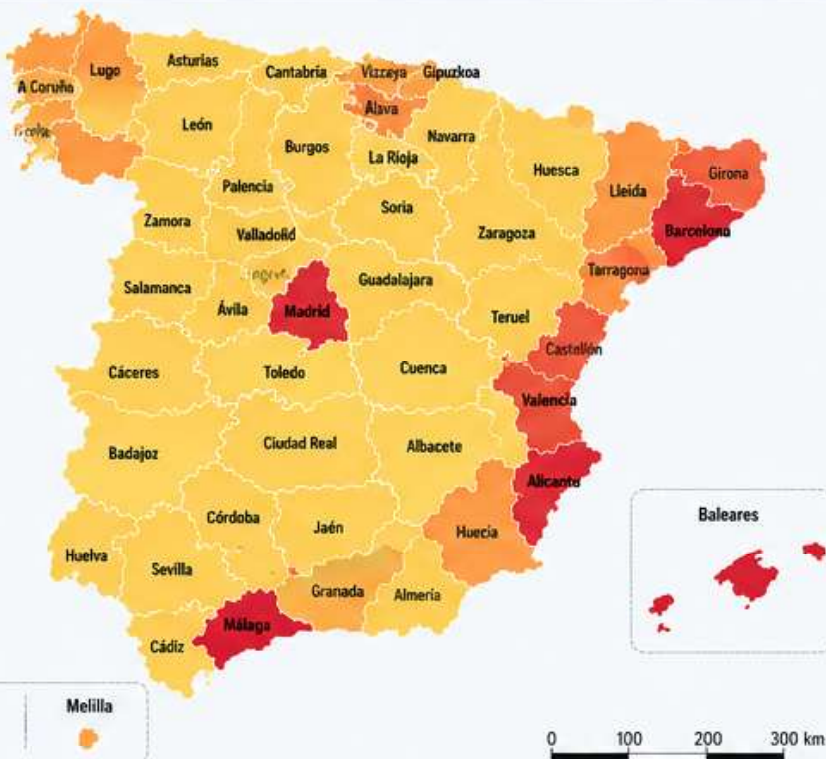 Asturias
Cantabria
Vizzeya
Gipuzkoa
Lugo
A Coruña
Álava
León
Navarra
Burgos
La Rioja
Huesca
Girona
Lleida
Palencia
Soria
Zamora
Valladolid
Zaragoza
Barcelona
Tarragona
Guadalajara
Salamanca
Ávila
Madrid
Teruel
Castellón
Cáceres
Toledo
Cuenca
Valencia
Ciudad Real
Albacete
Badajoz
Alicante
Córdoba
Jaén
Huecia
Baleares
Huelva
Sevilla
Granada
Almería
Málaga
Cádiz
Melilla
0 100 200 300 km